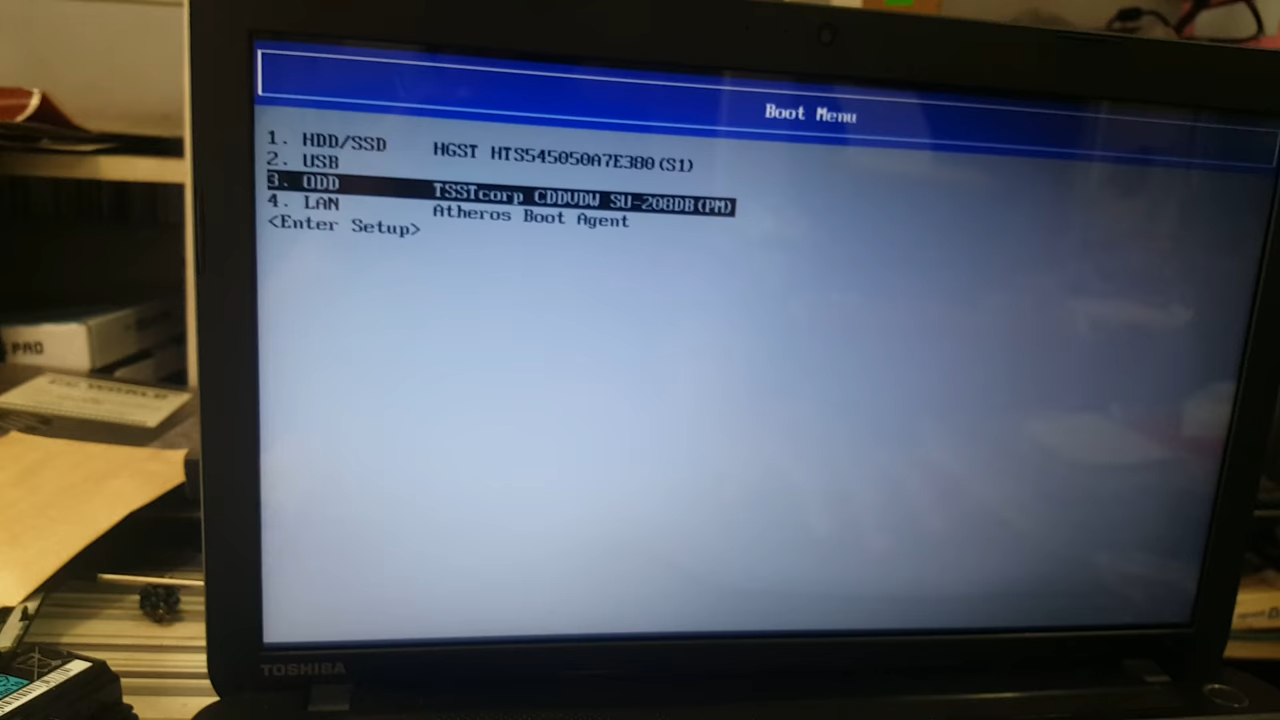 Boot Menu
1. HDD/SSD HGST HTS545050A7E380(S1)
2. USB
3. ODD TSSTcorp CDDVDW SU-208DB(PM)
4. LAN Atheros Boot Agent
<Enter Setup>
PAD
TOSHIBA